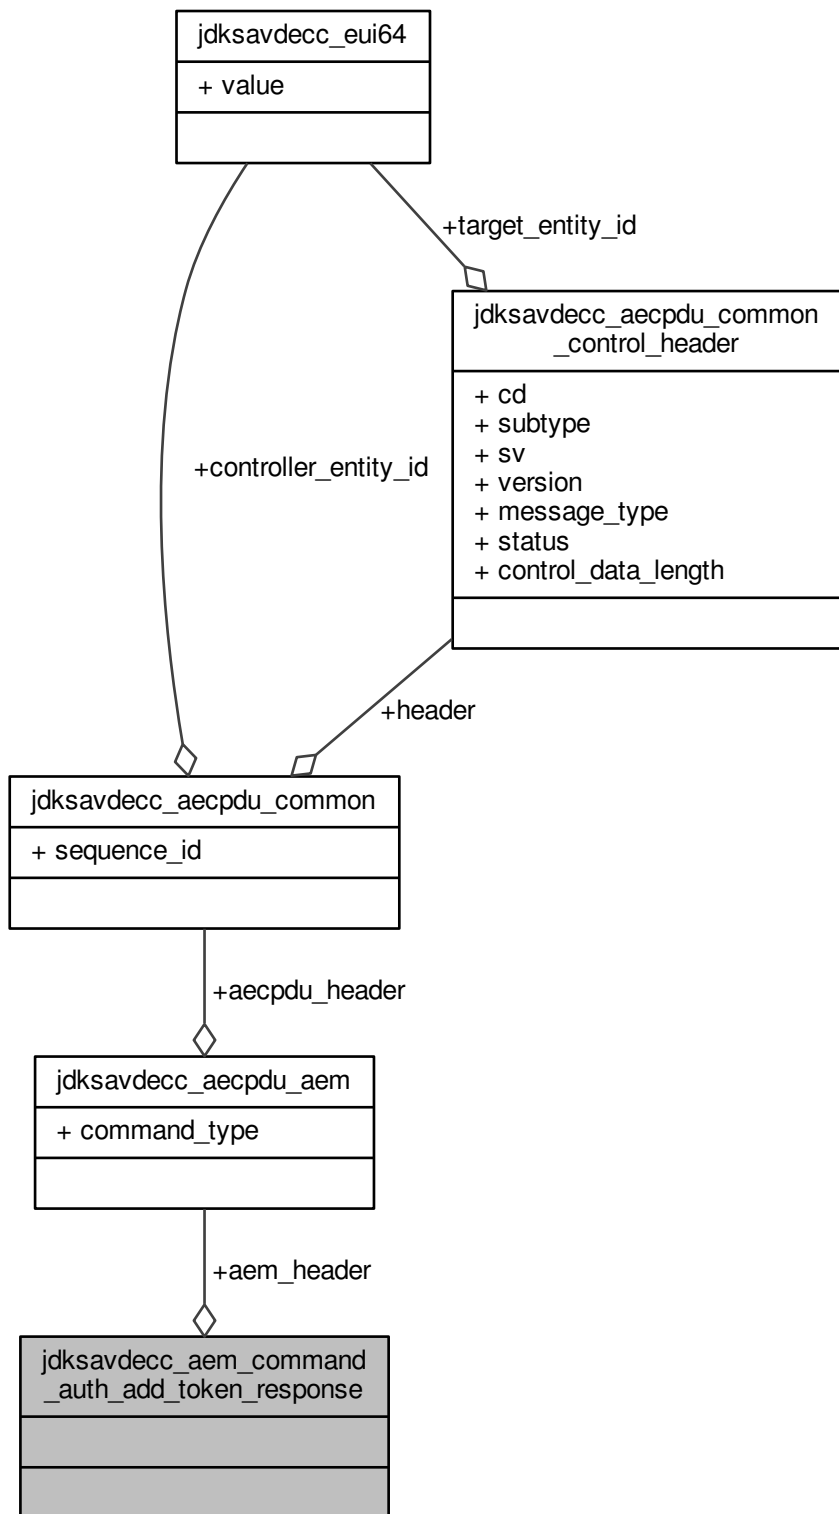 jdksavdecc_eui64
+ value
+target_entity_id
jdksavdecc_aecpdu_common
_control_header
+ cd
+ subtype
+ sv
+ version
+ message_type
+ status
+ control_data_length
+controller_entity_id
+header
jdksavdecc_aecpdu_common
+ sequence_id
+aecpdu_header
jdksavdecc_aecpdu_aem
+ command_type
+aem_header
jdksavdecc_aem_command
_auth_add_token_response